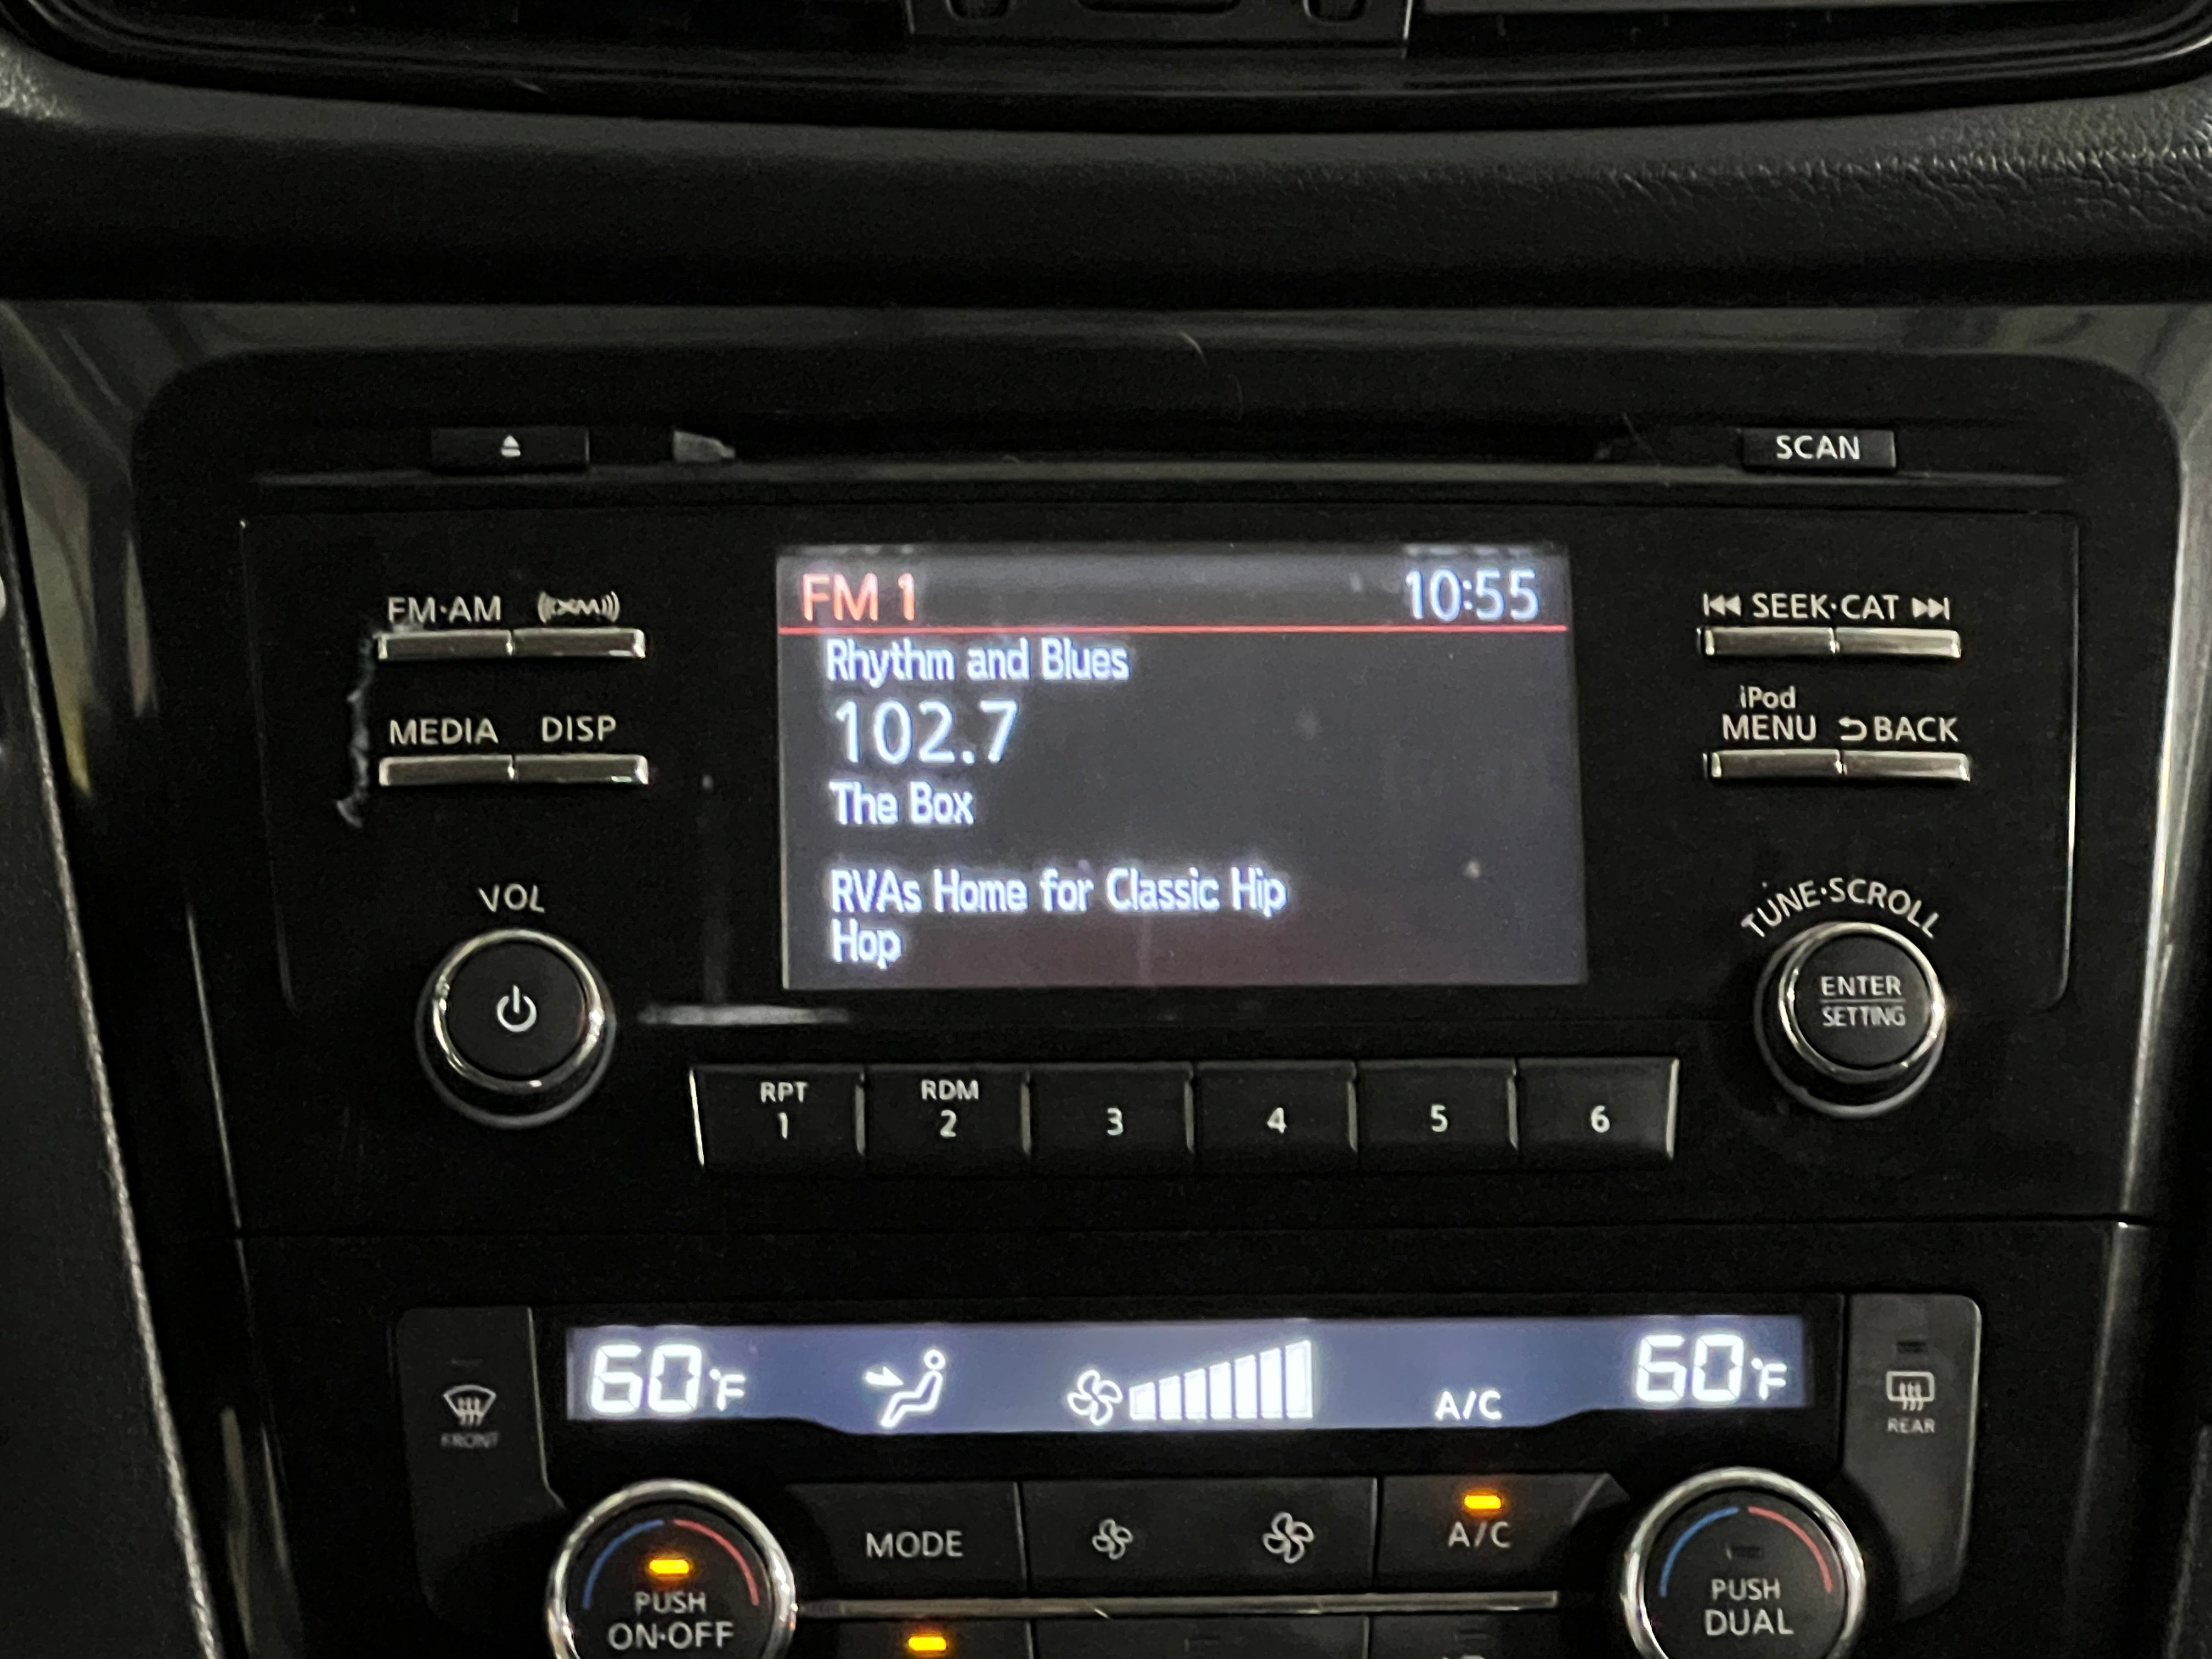 SCAN
FM·AM XM
FM 1 10:55
SEEK·CAT
Rhythm and Blues
102.7
The Box
RVAs Home for Classic Hip
Hop
MEDIA DISP
iPod
MENU BACK
VOL
TUNE·SCROLL
ENTER
SETTING
RPT
1
RDM
2
3
4
5
6
60°F A/C 60°F
FRONT
REAR
MODE
A/C
PUSH
ON·OFF
PUSH
DUAL